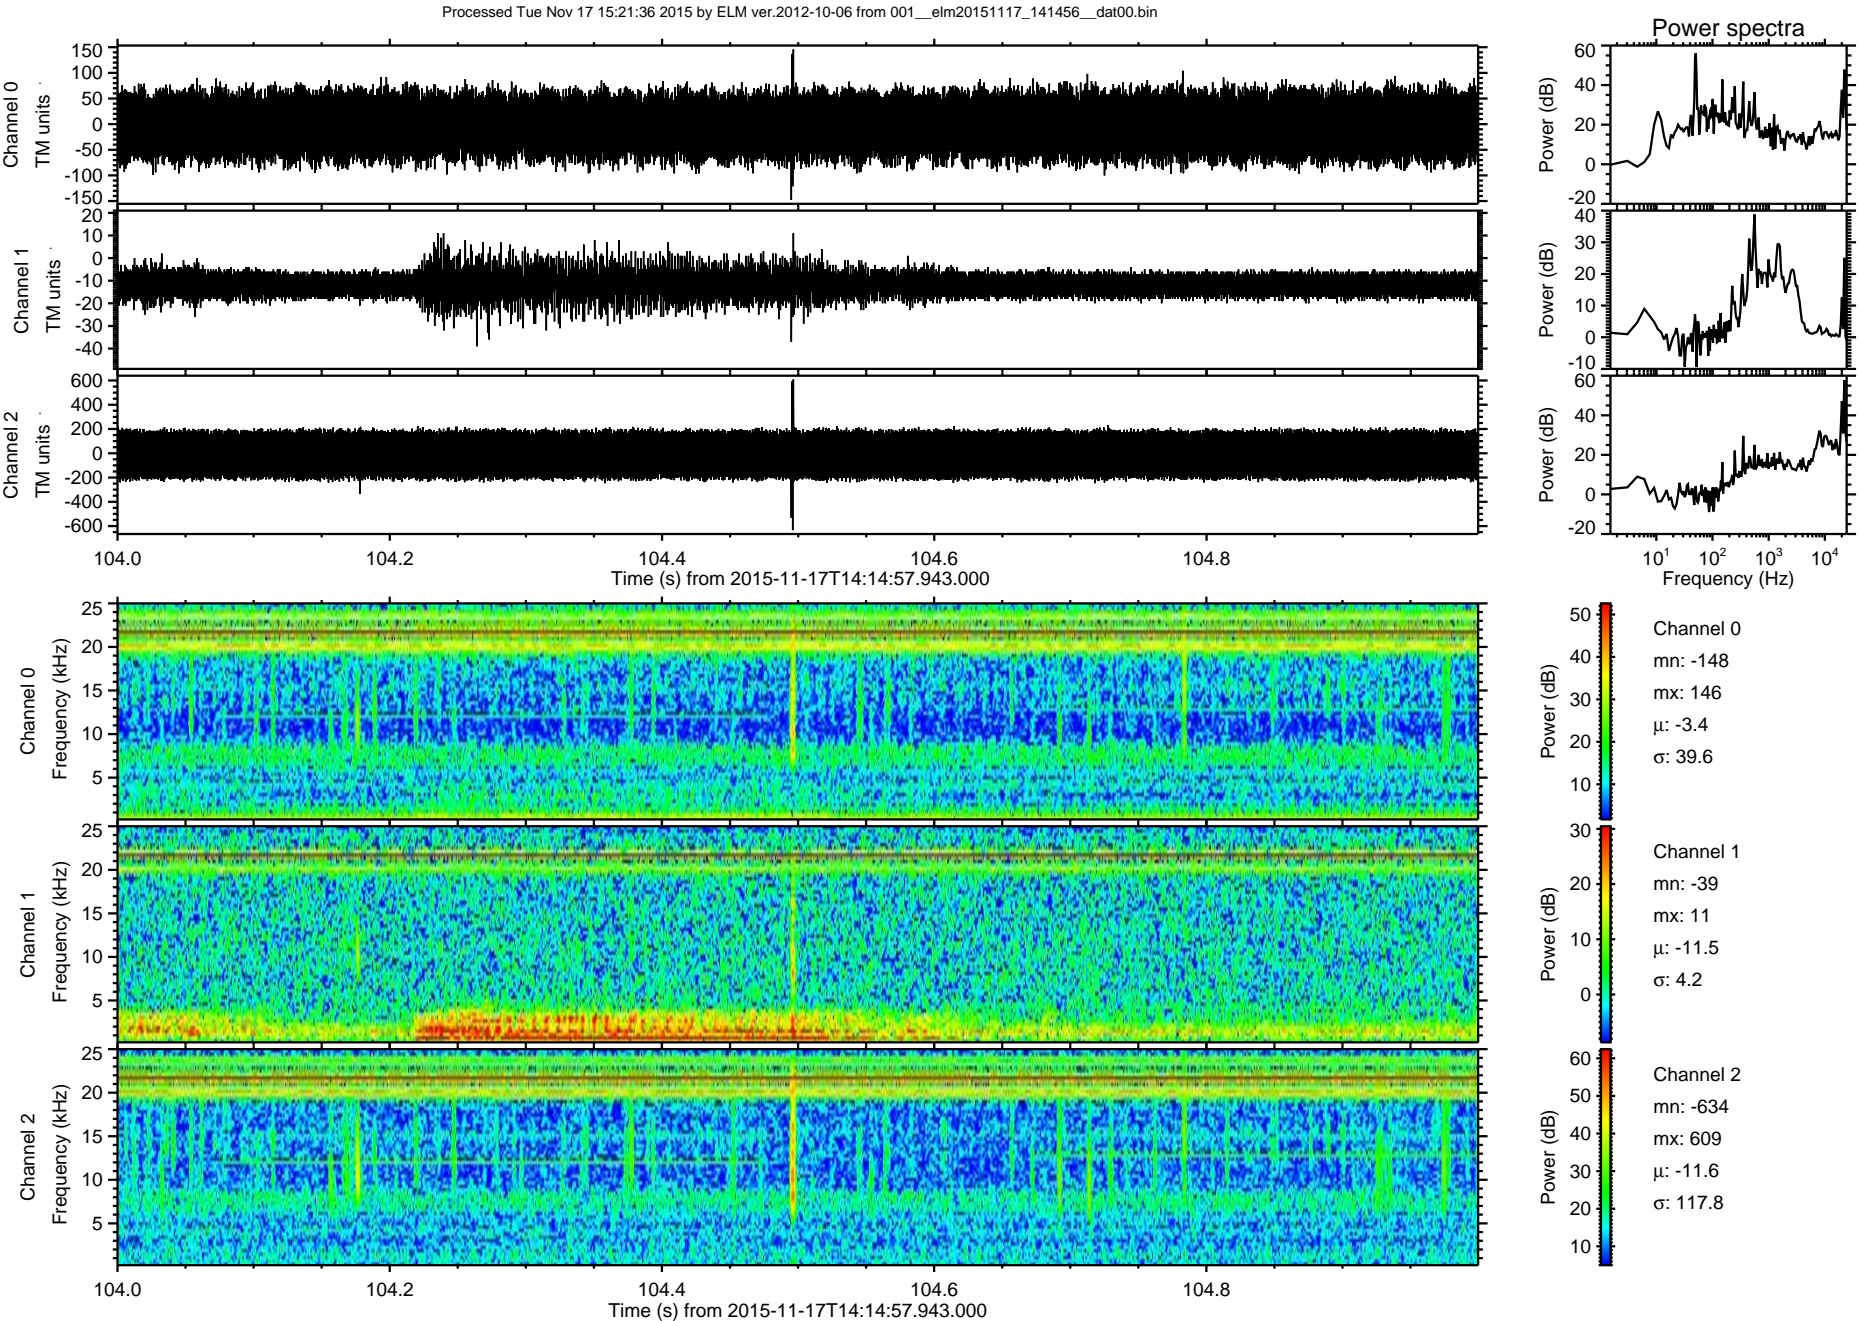 Processed Tue Nov 17 15:21:36 2015 by ELM ver.2012-10-06 from 001__elm20151117_141456__dat00.bin
Power spectra
Channel 0
TM units
150
100
50
0
-50
-100
-150
Power (dB)
60
40
20
0
-20
Channel 1
TM units
20
10
0
-10
-20
-30
-40
Power (dB)
40
30
20
10
0
-10
Channel 2
TM units
600
400
200
0
-200
-400
-600
Power (dB)
60
40
20
0
-20
104.0 104.2 104.4 104.6 104.8
Time (s) from 2015-11-17T14:14:57.943.000
10^1 10^2 10^3 10^4
Frequency (Hz)
Channel 0
Frequency (kHz)
25
20
15
10
5
Power (dB)
50
40
30
20
10
Channel 0
mn: -148
mx: 146
μ: -3.4
σ: 39.6
Channel 1
Frequency (kHz)
25
20
15
10
5
Power (dB)
30
20
10
0
Channel 1
mn: -39
mx: 11
μ: -11.5
σ: 4.2
Channel 2
Frequency (kHz)
25
20
15
10
5
Power (dB)
60
50
40
30
20
10
Channel 2
mn: -634
mx: 609
μ: -11.6
σ: 117.8
104.0 104.2 104.4 104.6 104.8
Time (s) from 2015-11-17T14:14:57.943.000